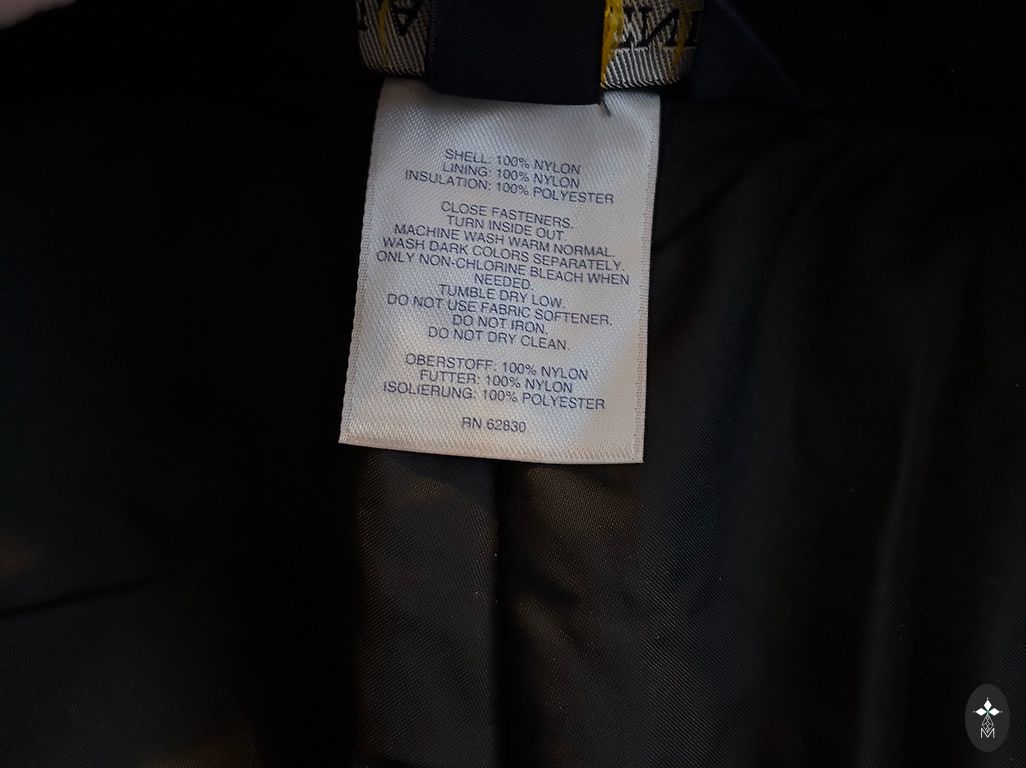 SHELL: 100% NYLON
LINING: 100% NYLON
INSULATION: 100% POLYESTER
CLOSE FASTENERS.
TURN INSIDE OUT.
MACHINE WASH WARM NORMAL.
WASH DARK COLORS SEPARATELY.
ONLY NON-CHLORINE BLEACH WHEN
NEEDED.
TUMBLE DRY LOW.
DO NOT USE FABRIC SOFTENER.
DO NOT IRON.
DO NOT DRY CLEAN.
OBERSTOFF: 100% NYLON
FUTTER: 100% NYLON
ISOLIERUNG: 100% POLYESTER
RN 62830
M